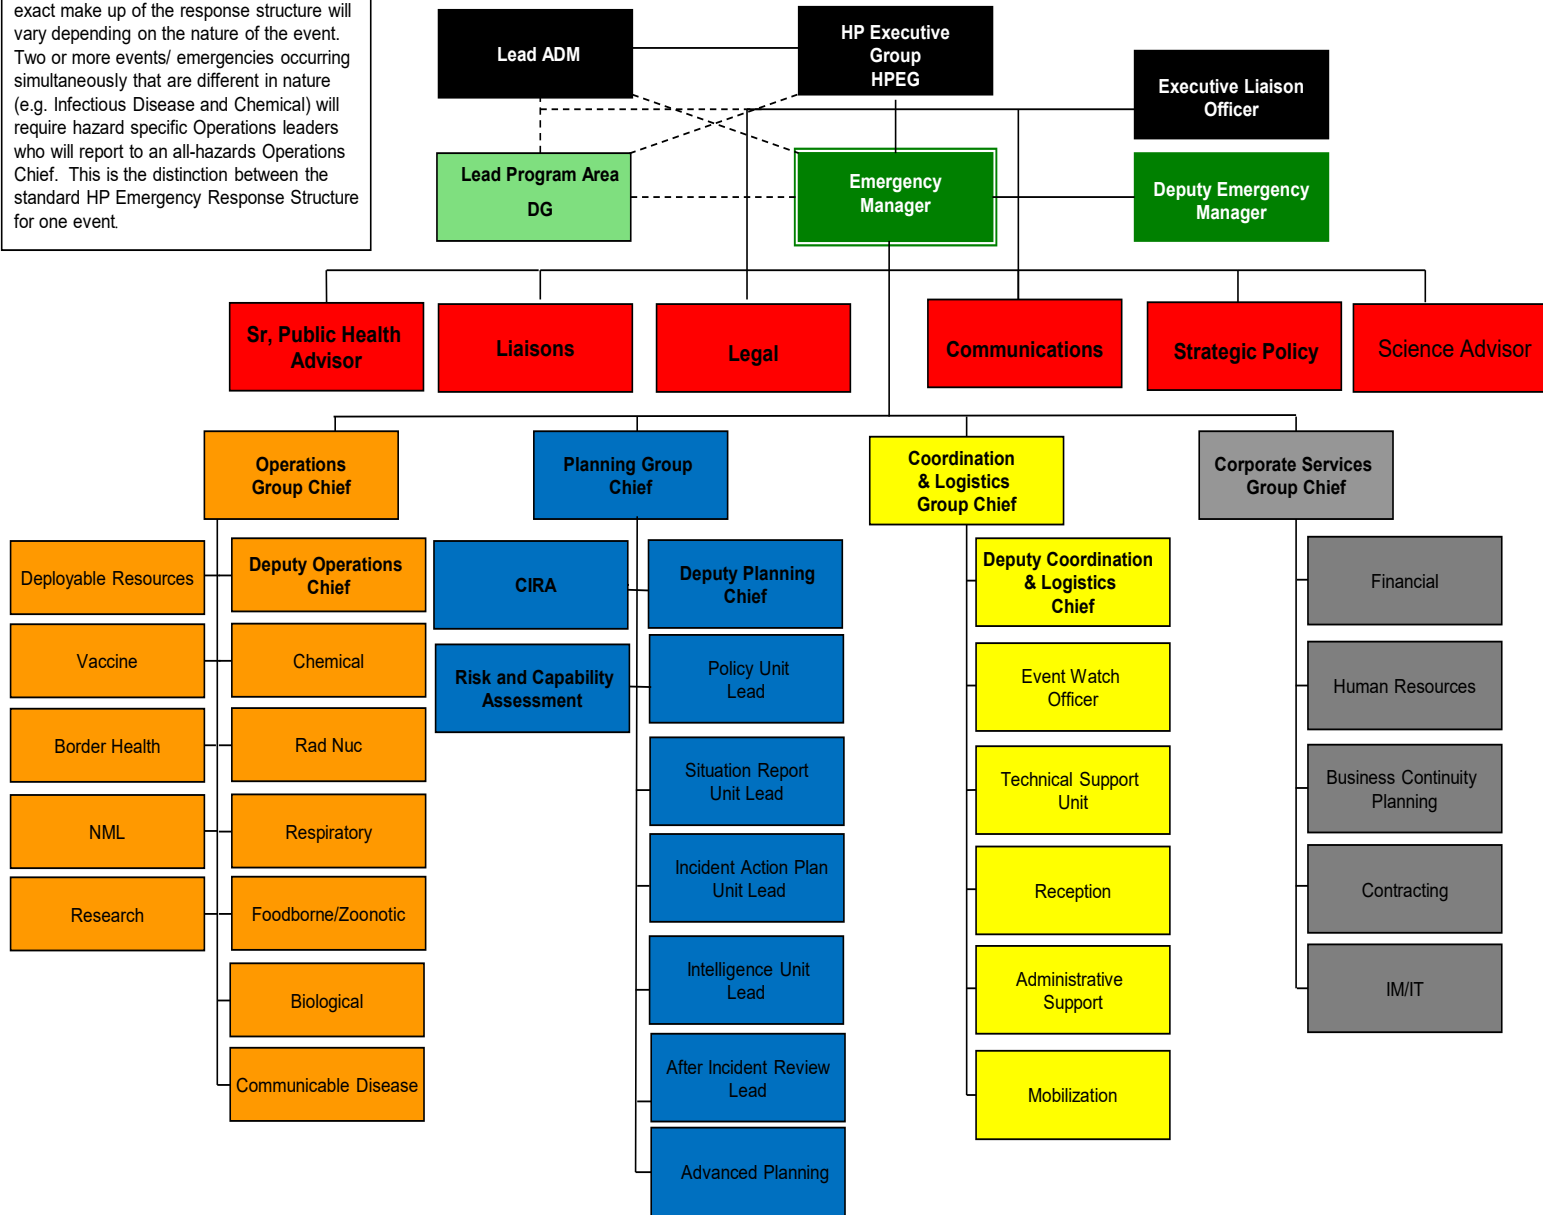 exact make up of the response structure will
vary depending on the nature of the event.
Two or more events/ emergencies occurring
simultaneously that are different in nature
(e.g. Infectious Disease and Chemical) will
require hazard specific Operations leaders
who will report to an all-hazards Operations
Chief.  This is the distinction between the
standard HP Emergency Response Structure
for one event.
Lead ADM
HP Executive
Group
HPEG
Executive Liaison
Officer
Lead Program Area
DG
Emergency
Manager
Deputy Emergency
Manager
Sr, Public Health
Advisor
Liaisons
Legal
Communications
Strategic Policy
Science Advisor
Operations
Group Chief
Planning Group
Chief
Coordination
& Logistics
Group Chief
Corporate Services
Group Chief
Deployable Resources
Deputy Operations
Chief
Vaccine
Chemical
Border Health
Rad Nuc
NML
Respiratory
Research
Foodborne/Zoonotic
Biological
Communicable Disease
CIRA
Deputy Planning
Chief
Risk and Capability
Assessment
Policy Unit
Lead
Situation Report
Unit Lead
Incident Action Plan
Unit Lead
Intelligence Unit
Lead
After Incident Review
Lead
Advanced Planning
Deputy Coordination
& Logistics
Chief
Event Watch
Officer
Technical Support
Unit
Reception
Administrative
Support
Mobilization
Financial
Human Resources
Business Continuity
Planning
Contracting
IM/IT